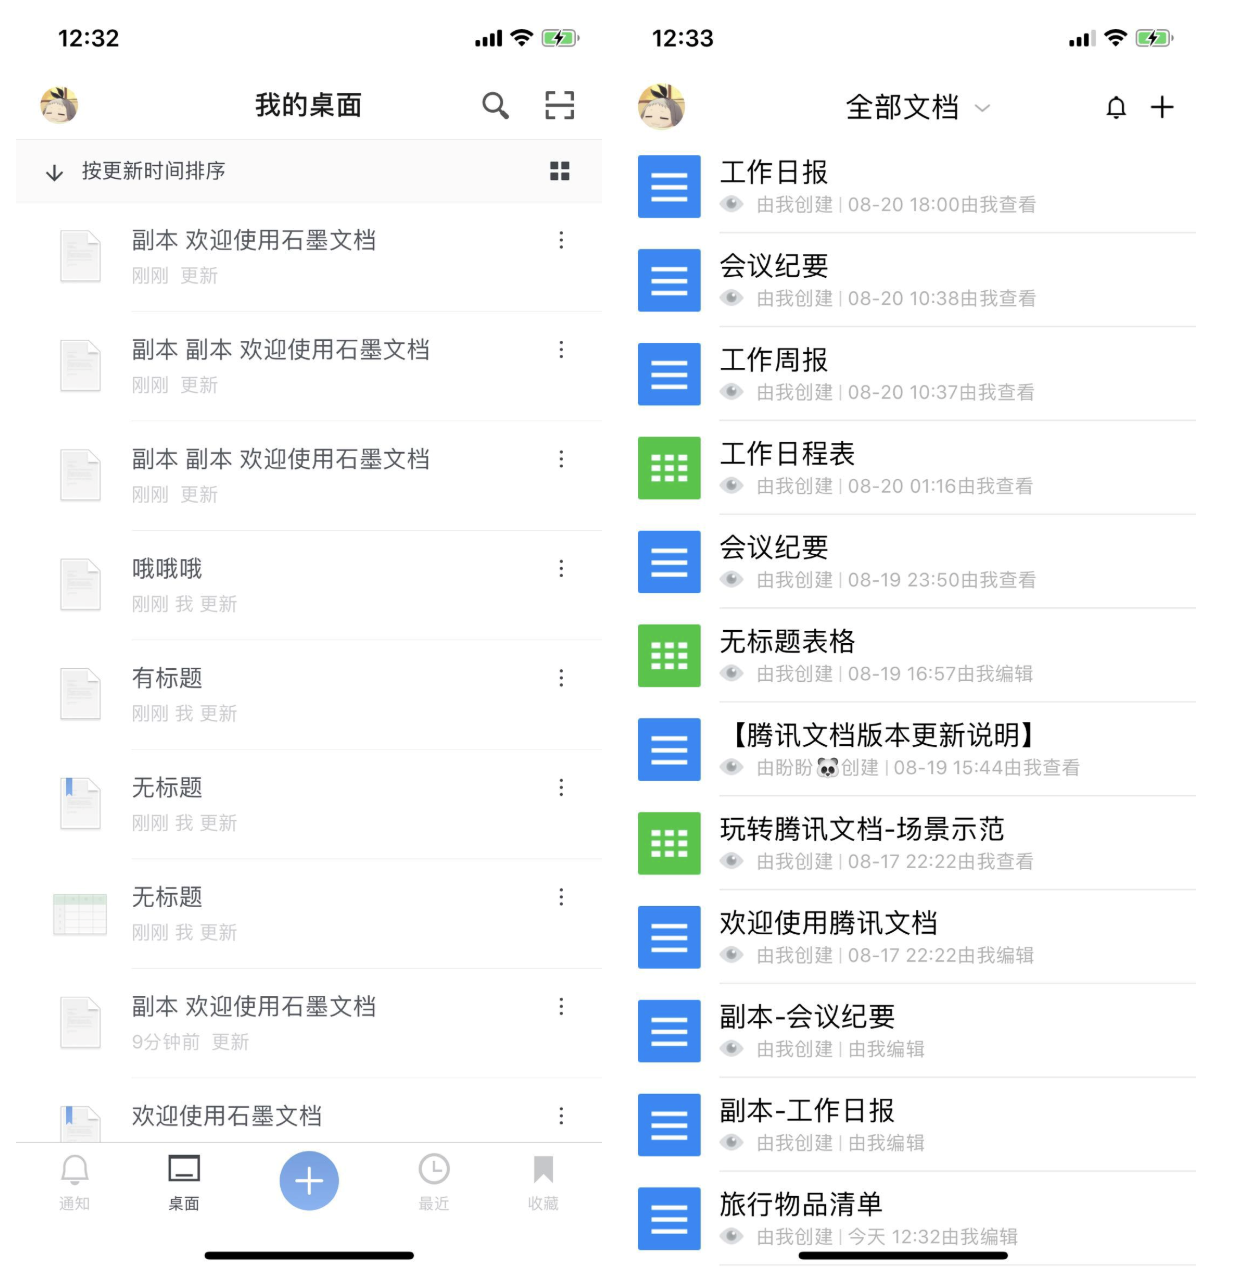 12:32
我的桌面
按更新时间排序
副本 欢迎使用石墨文档
刚刚 更新
副本 副本 欢迎使用石墨文档
刚刚 更新
副本 副本 欢迎使用石墨文档
刚刚 更新
哦哦哦
刚刚 我 更新
有标题
刚刚 我 更新
无标题
刚刚 我 更新
无标题
刚刚 我 更新
副本 欢迎使用石墨文档
9分钟前 更新
欢迎使用石墨文档
通知
桌面
最近
收藏
12:33
全部文档
工作日报
由我创建 | 08-20 18:00由我查看
会议纪要
由我创建 | 08-20 10:38由我查看
工作周报
由我创建 | 08-20 10:37由我查看
工作日程表
由我创建 | 08-20 01:16由我查看
会议纪要
由我创建 | 08-19 23:50由我查看
无标题表格
由我创建 | 08-19 16:57由我编辑
【腾讯文档版本更新说明】
由盼盼🐼创建 | 08-19 15:44由我查看
玩转腾讯文档-场景示范
由我创建 | 08-17 22:22由我查看
欢迎使用腾讯文档
由我创建 | 08-17 22:22由我编辑
副本-会议纪要
由我创建 | 由我编辑
副本-工作日报
由我创建 | 由我编辑
旅行物品清单
由我创建 | 今天 12:32由我编辑